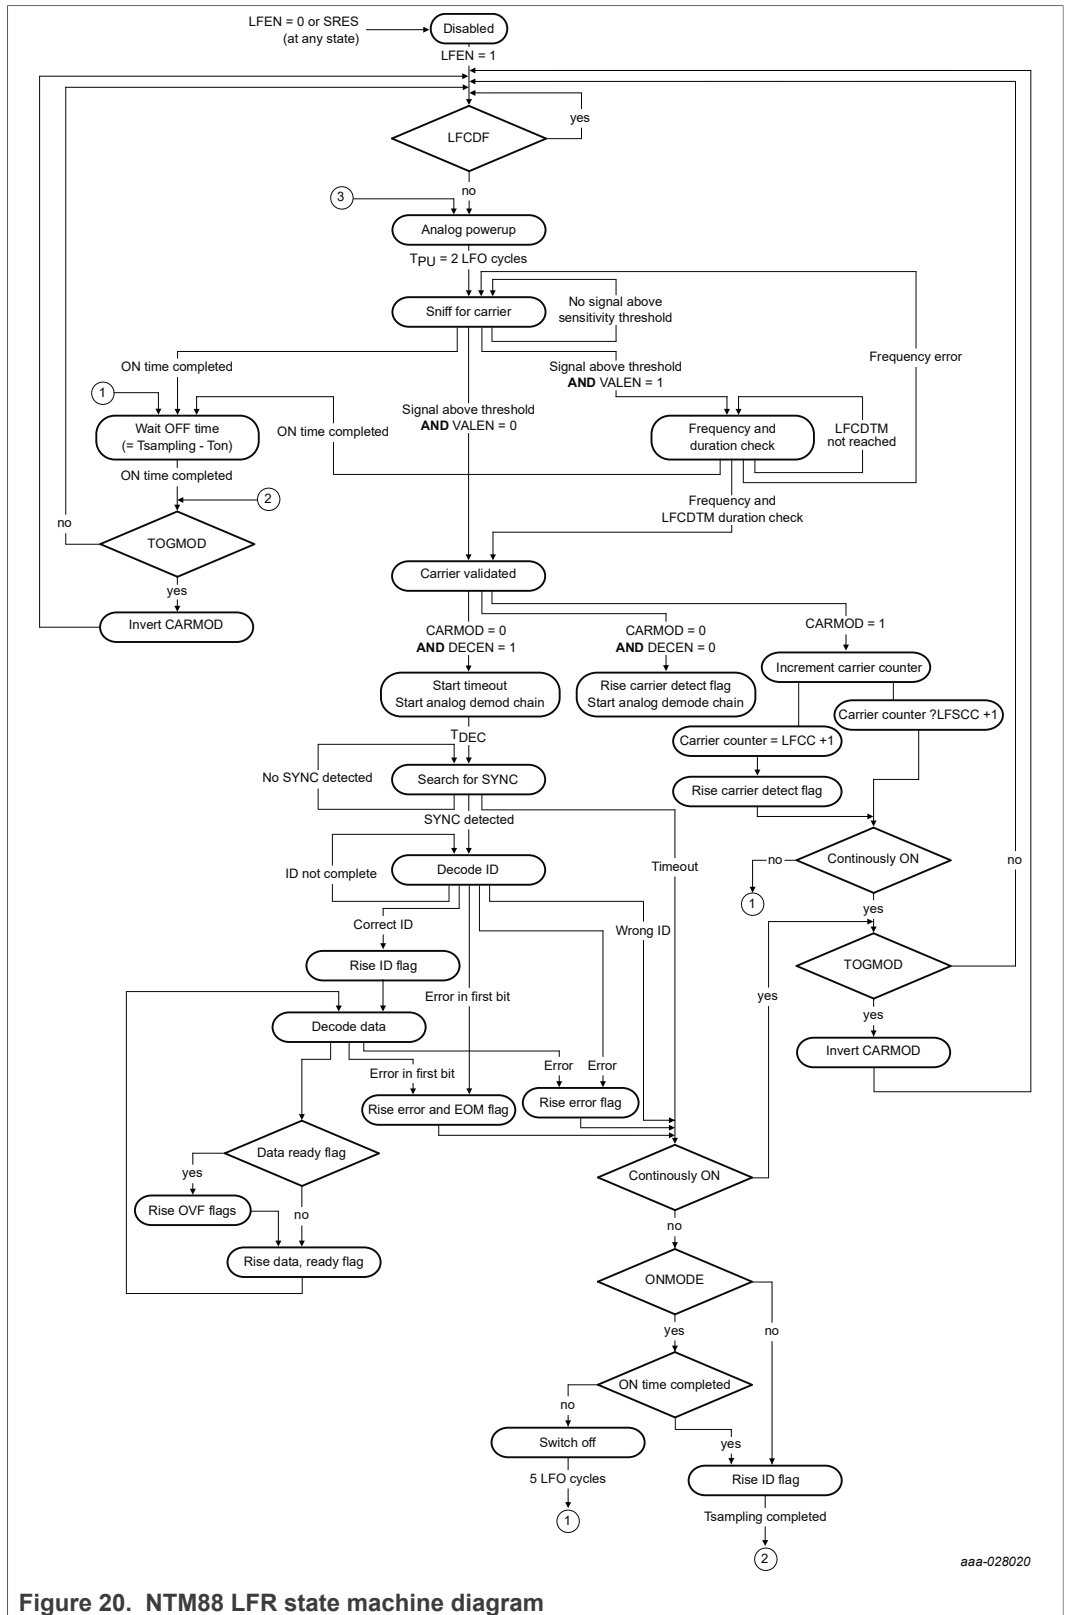 LFEN = 0 or SRES
(at any state)
Disabled
LFEN = 1
yes
LFCDF
no
3
Analog powerup
TPU = 2 LFO cycles
Sniff for carrier
No signal above
sensitivity threshold
Frequency error
ON time completed
Signal above threshold
AND VALEN = 1
1
Signal above threshold
AND VALEN = 0
Wait OFF time
(= Tsampling - Ton)
ON time completed
Frequency and
duration check
LFCDTM
not reached
ON time completed
2
Frequency and
LFCDTM duration check
no
TOGMOD
yes
Invert CARMOD
Carrier validated
CARMOD = 0
AND DECEN = 1
CARMOD = 0
AND DECEN = 0
CARMOD = 1
Increment carrier counter
Start timeout
Start analog demod chain
Rise carrier detect flag
Start analog demode chain
Carrier counter ?LFSCC +1
TDEC
Carrier counter = LFCC +1
No SYNC detected
Search for SYNC
Rise carrier detect flag
SYNC detected
ID not complete
Decode ID
Timeout
no
Continously ON
no
1
yes
Correct ID
Wrong ID
Rise ID flag
TOGMOD
Error in first bit
yes
yes
Decode data
Invert CARMOD
Error in first bit
Error
Error
Rise error and EOM flag
Rise error flag
Data ready flag
yes
Continously ON
Rise OVF flags
no
no
Rise data, ready flag
ONMODE
yes
no
ON time completed
no
Switch off
yes
5 LFO cycles
Rise ID flag
1
Tsampling completed
2
aaa-028020
Figure 20. NTM88 LFR state machine diagram